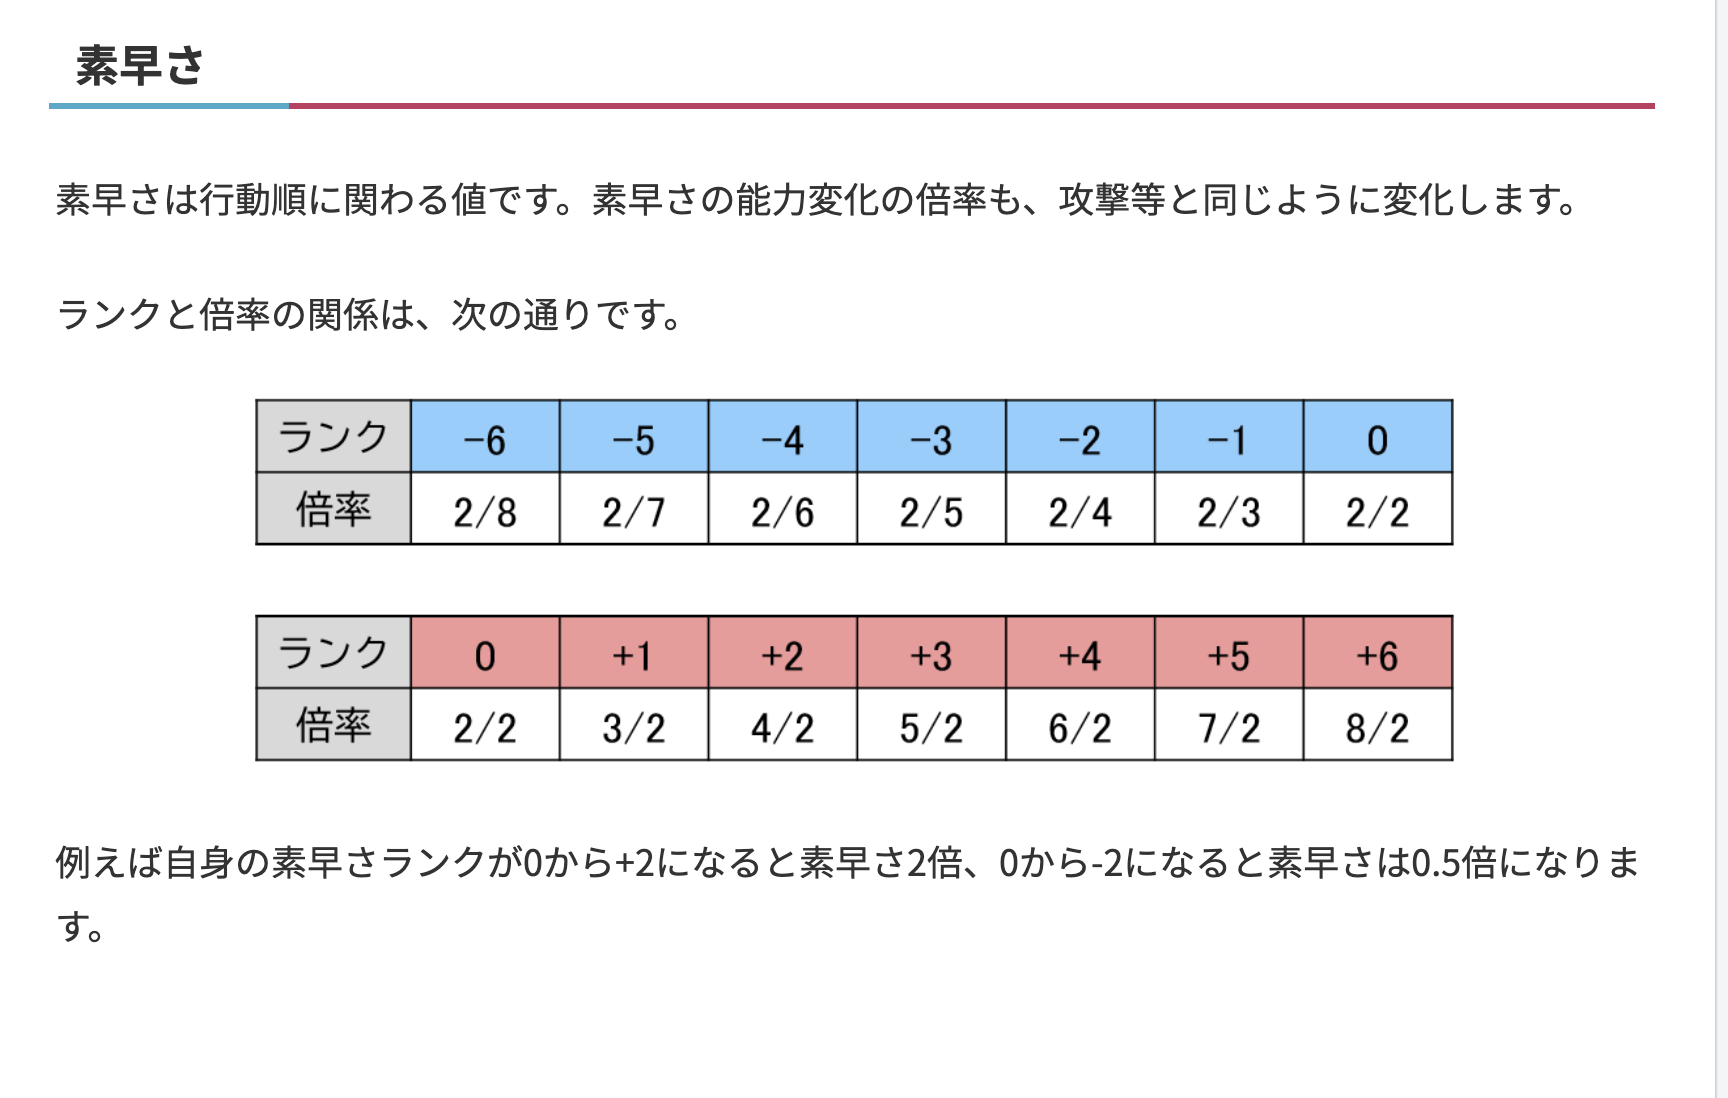 素早さ
素早さは行動順に関わる値です。素早さの能力変化の倍率も、攻撃等と同じように変化します。
ランクと倍率の関係は、次の通りです。
ランク −6 −5 −4 −3 −2 −1 0
倍率 2/8 2/7 2/6 2/5 2/4 2/3 2/2
ランク 0 +1 +2 +3 +4 +5 +6
倍率 2/2 3/2 4/2 5/2 6/2 7/2 8/2
例えば自身の素早さランクが0から+2になると素早さ2倍、0から-2になると素早さは0.5倍になりま
す。